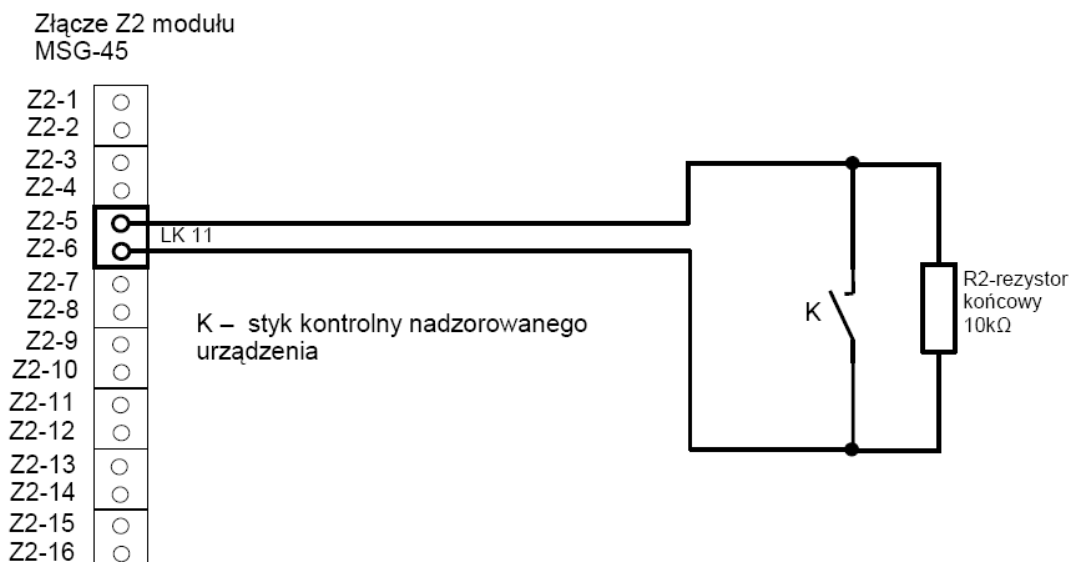 Złącze Z2 modułu
MSG-45
Z2-1
Z2-2
Z2-3
Z2-4
Z2-5
Z2-6
LK 11
Z2-7
Z2-8
Z2-9
Z2-10
Z2-11
Z2-12
Z2-13
Z2-14
Z2-15
Z2-16
K – styk kontrolny nadzorowanego
urządzenia
K
R2-rezystor
końcowy
10kΩ